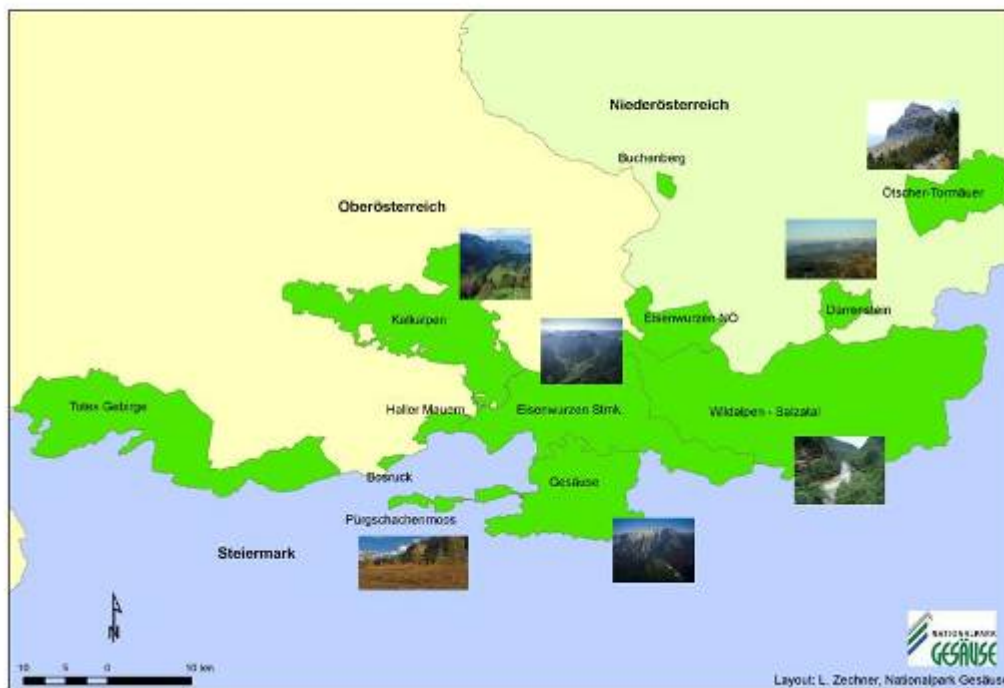 Niederösterreich
Buchenberg
Ötscher-Tormäuer
Oberösterreich
Kalkalpen
Eisenwurzen-NÖ
Dürrenstein
Totes Gebirge
Haller Mauern
Eisenwurzen Stmk.
Wildalpen - Salzatal
Bosruck
Gesäuse
Pürgschachenmoos
Steiermark
N
10 5 0 10 km
NATIONALPARK
GESÄUSE
Layout: L. Zechner, Nationalpark Gesäuse